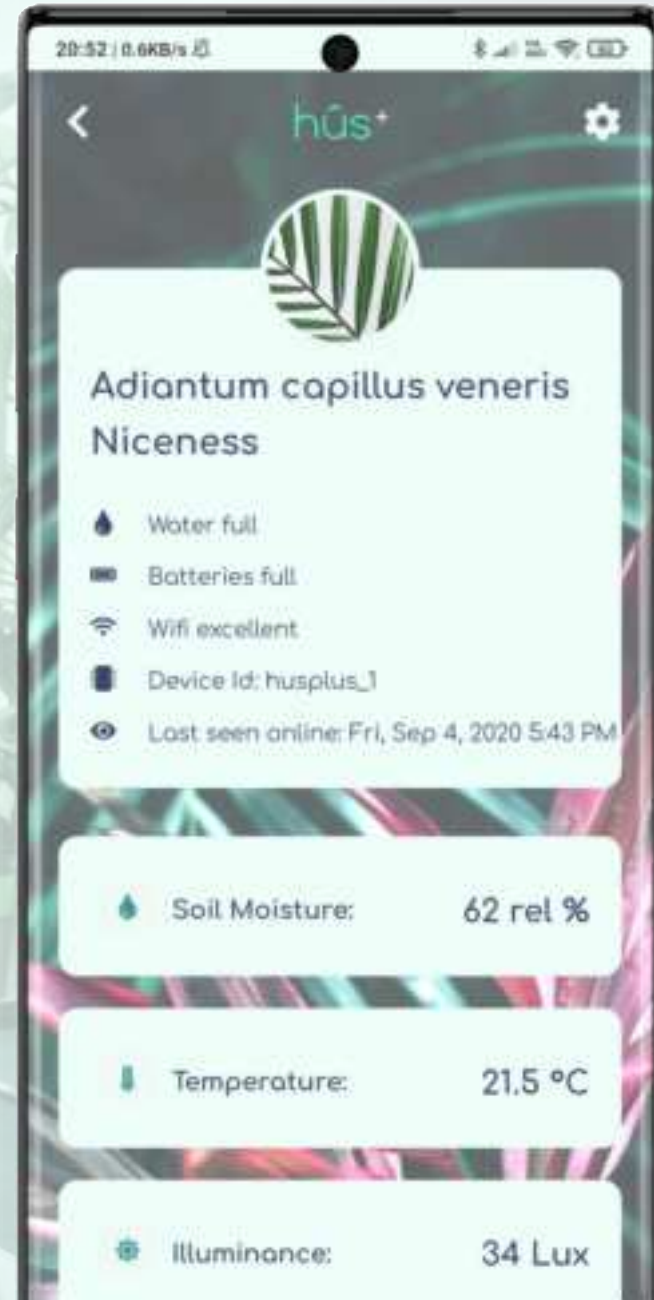 20:52 | 0.6KB/s
hûs+
Adiantum capillus veneris
Niceness
Water full
Batteries full
Wifi excellent
Device Id: husplus_1
Last seen online: Fri, Sep 4, 2020 5:43 PM
Soil Moisture: 62 rel %
Temperature: 21.5 °C
Illuminance: 34 Lux